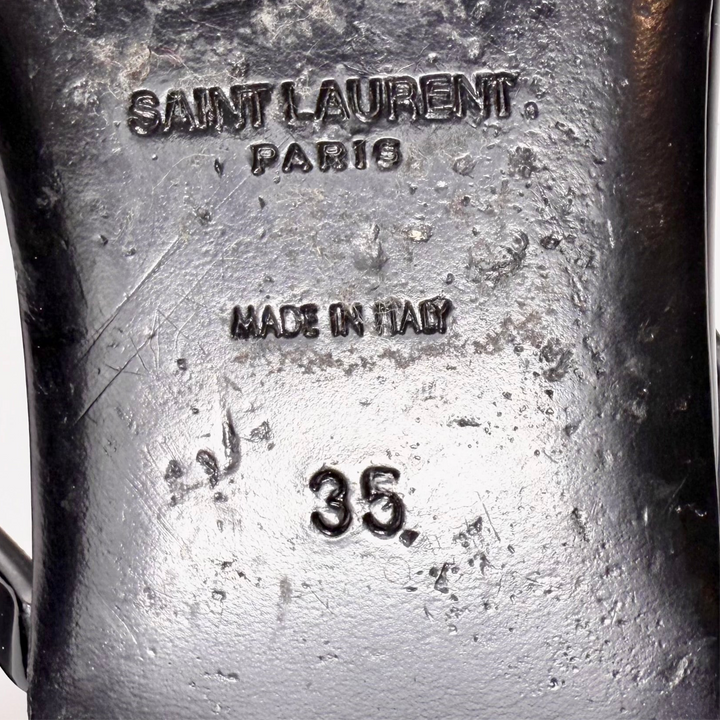 SAINT LAURENT
PARIS
MADE IN ITALY
35